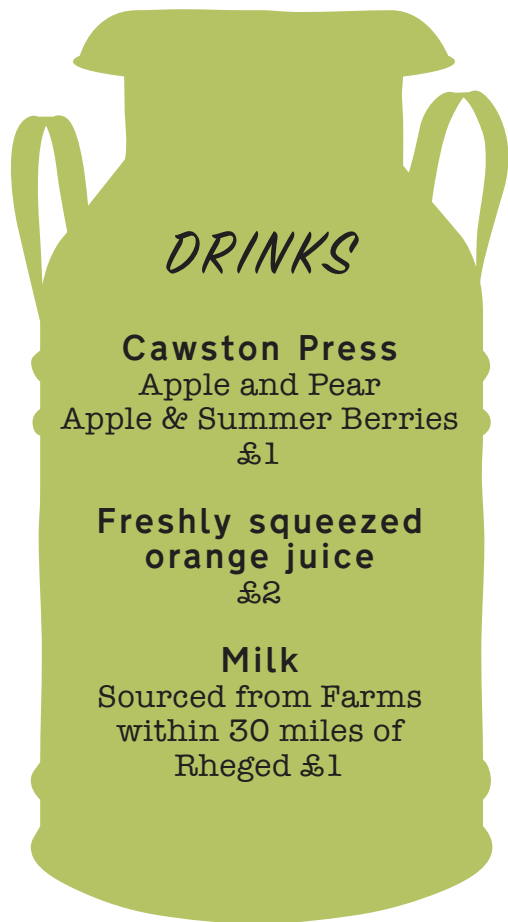 DRINKS
Cawston Press
Apple and Pear
Apple & Summer Berries
£1
Freshly squeezed
orange juice
£2
Milk
Sourced from Farms
within 30 miles of
Rheged £1